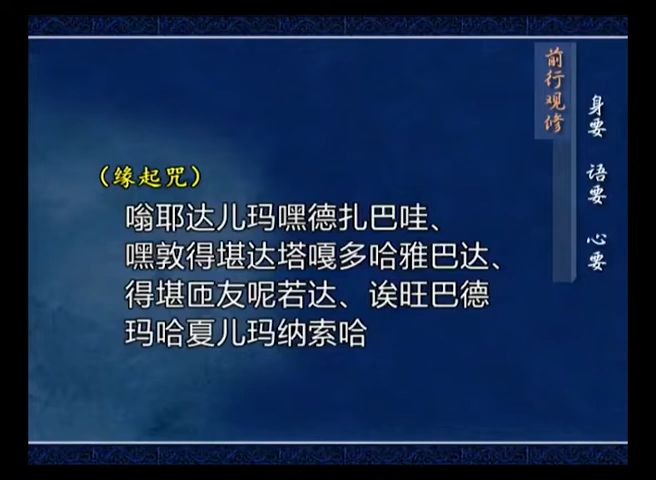 前行观修
身要 语要 心要
（缘起咒）
嗡耶达儿玛嘿德扎巴哇、
嘿敦得堪达塔嘎多哈雅巴达、
得堪匝友呢若达、诶旺巴德
玛哈夏儿玛纳索哈